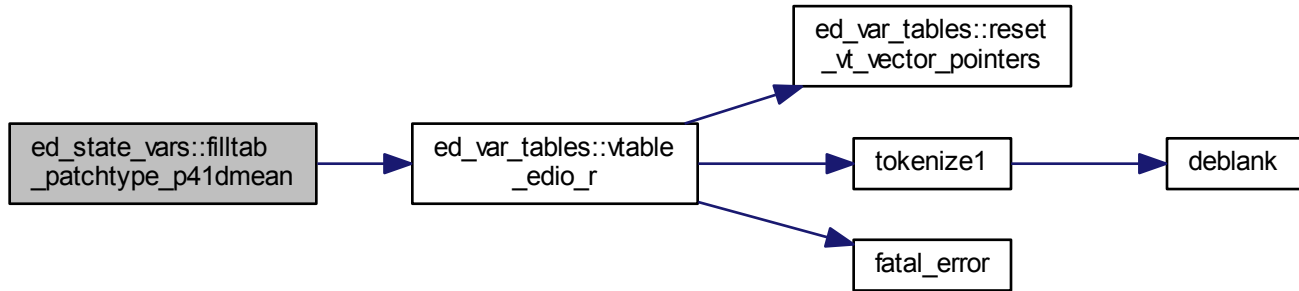 ed_var_tables::reset
_vt_vector_pointers
ed_state_vars::filltab
_patchtype_p41dmean
ed_var_tables::vtable
_edio_r
tokenize1
deblank
fatal_error